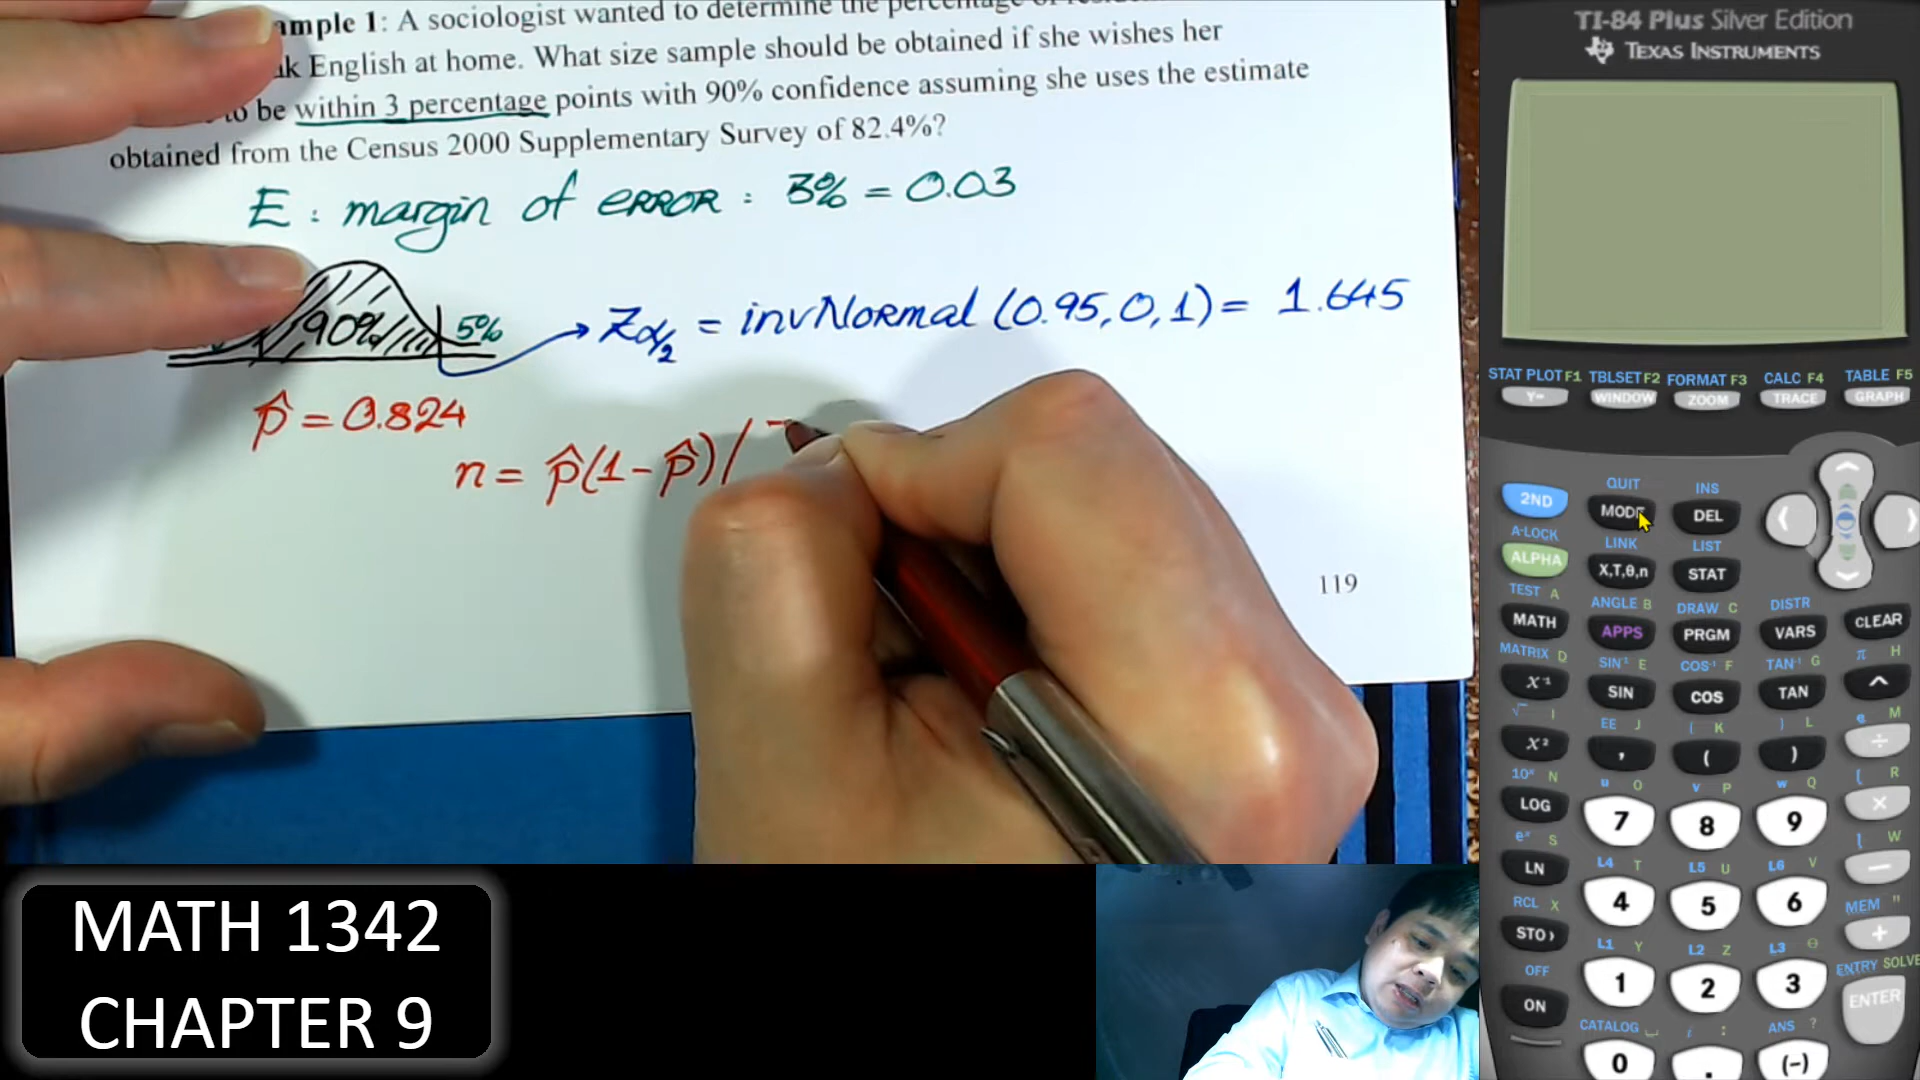 ample 1: A sociologist wanted to determine the percentage of
ak English at home. What size sample should be obtained if she wishes her
to be within 3 percentage points with 90% confidence assuming she uses the estimate
obtained from the Census 2000 Supplementary Survey of 82.4%?
E : margin of ERROR : 3% = 0.03
90% 5% → Zα/2 = invNormal (0.95, 0, 1) = 1.645
p̂ = 0.824
n = p̂(1-p̂)/
119
MATH 1342
CHAPTER 9
TI-84 Plus Silver Edition
TEXAS INSTRUMENTS
STAT PLOT F1 TBLSET F2 FORMAT F3 CALC F4 TABLE F5
Y= WINDOW ZOOM TRACE GRAPH
QUIT INS
2ND MODE DEL
A-LOCK LINK LIST
ALPHA X,T,θ,n STAT
TEST A ANGLE B DRAW C DISTR
MATH APPS PRGM VARS CLEAR
MATRIX D SIN⁻¹ E COS⁻¹ F TAN⁻¹ G π H
X⁻¹ SIN COS TAN ^
√ I EE J { K } L e M
X² , ( ) ÷
10ˣ N u O v P w Q [ R
LOG 7 8 9 ×
eˣ S L4 T L5 U L6 V ] W
LN 4 5 6 −
RCL X L1 Y L2 Z L3 θ MEM "
STO› 1 2 3 +
OFF CATALOG i : ANS ? ENTRY SOLVE
ON 0 . (−) ENTER